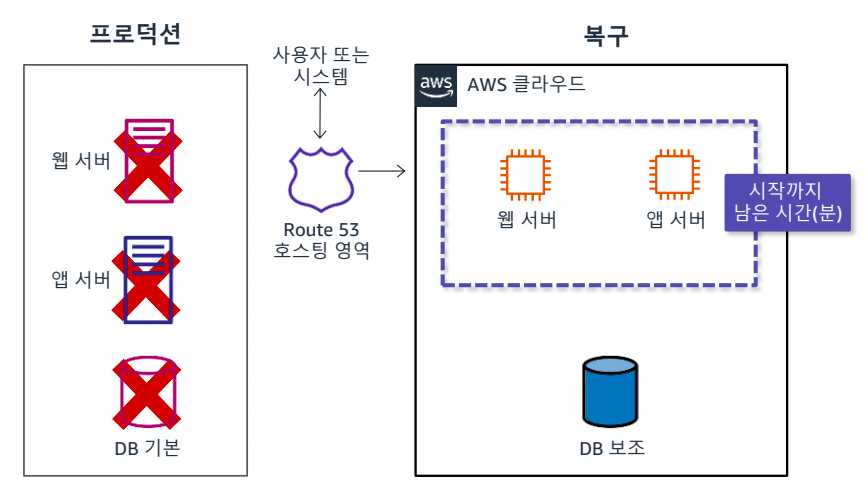 프로덕션
복구
사용자 또는
시스템
aws
AWS 클라우드
웹 서버
앱 서버
DB 기본
Route 53
호스팅 영역
웹 서버
앱 서버
시작까지
남은 시간(분)
DB 보조